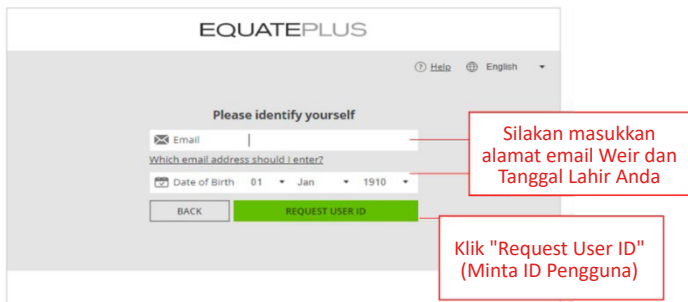 EQUATEPLUS
Help English
Please identify yourself
Email
Which email address should I enter?
Date of Birth 01 Jan 1910
BACK REQUEST USER ID
Silakan masukkan
alamat email Weir dan
Tanggal Lahir Anda
Klik "Request User ID"
(Minta ID Pengguna)